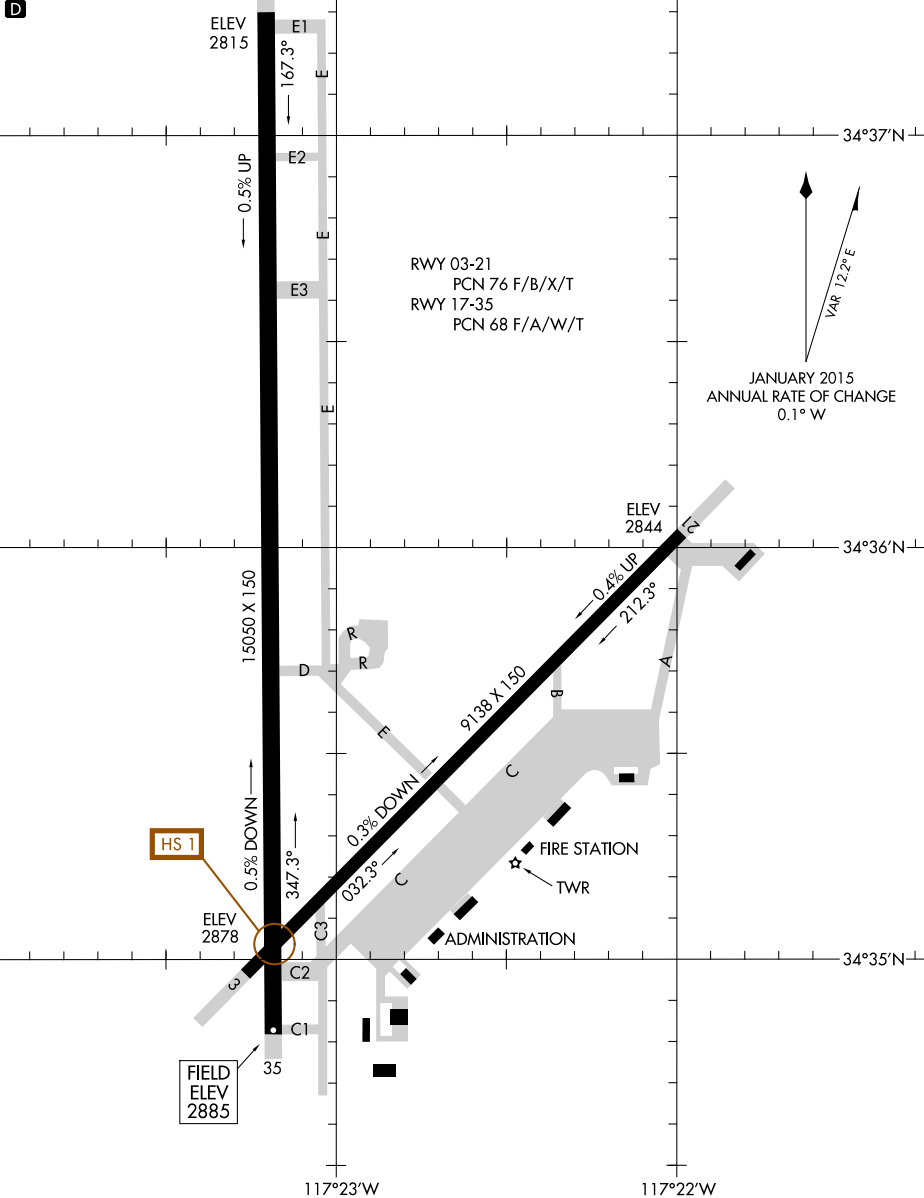 D
ELEV
2815
E1
167.3°
E
34°37'N
E2
0.5% UP
E
RWY 03-21
PCN 76 F/B/X/T
RWY 17-35
PCN 68 F/A/W/T
E3
VAR 12.2° E
JANUARY 2015
ANNUAL RATE OF CHANGE
0.1° W
E
ELEV
2844
21
34°36'N
0.4% UP
212.3°
15050 X 150
R
R
D
A
B
9138 X 150
E
C
0.3% DOWN
0.5% DOWN
347.3°
HS 1
032.3°
FIRE STATION
TWR
C
ELEV
2878
C3
ADMINISTRATION
34°35'N
C2
3
C1
35
FIELD
ELEV
2885
117°23'W
117°22'W